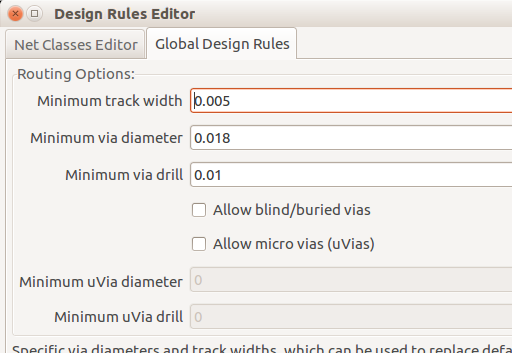 Design Rules Editor
Net Classes Editor Global Design Rules
Routing Options:
Minimum track width 0.005
Minimum via diameter 0.018
Minimum via drill 0.01
Allow blind/buried vias
Allow micro vias (uVias)
Minimum uVia diameter 0
Minimum uVia drill 0
Specific via diameters and track widths, which can be used to replace defa